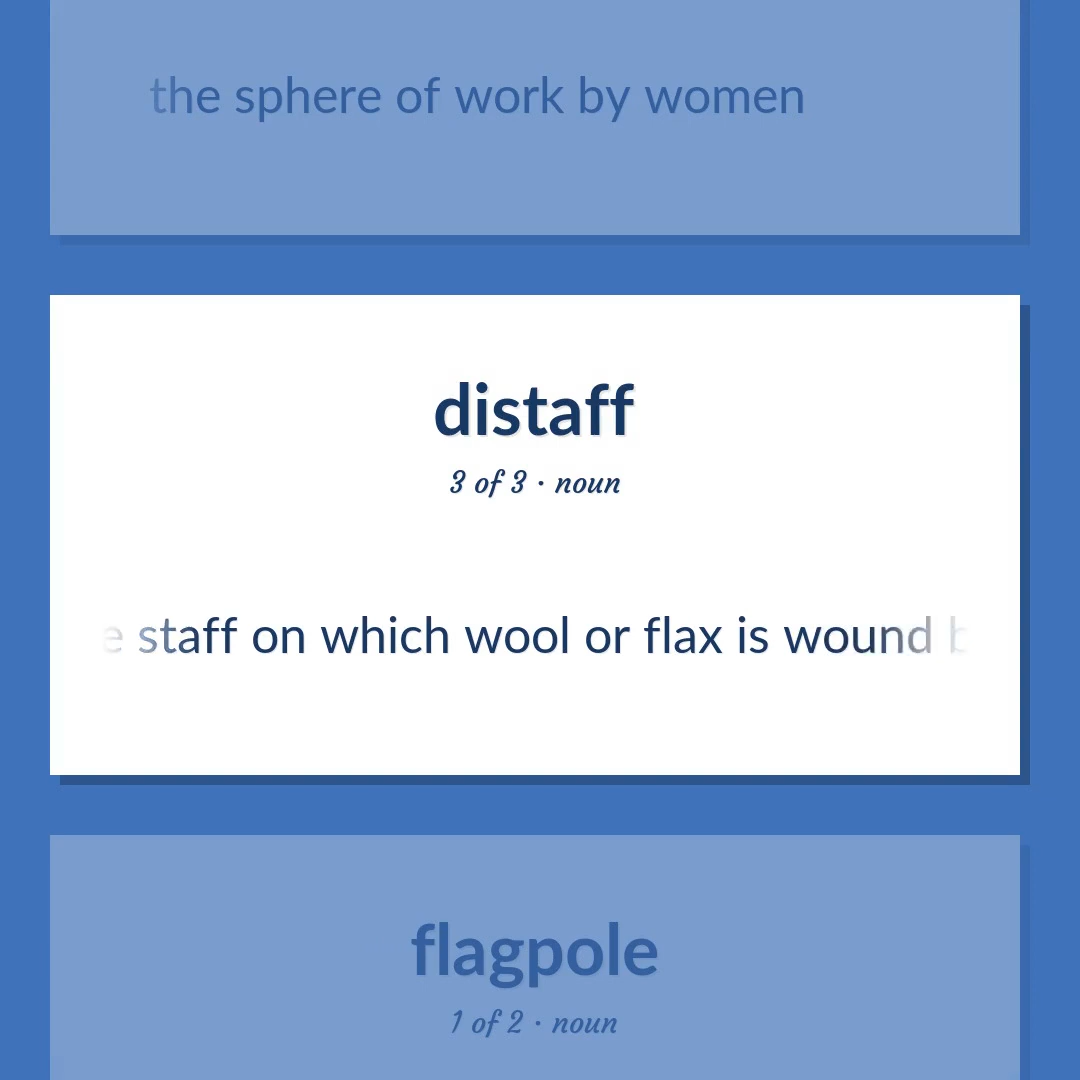 the sphere of work by women
distaff
3 of 3 · noun
staff on which wool or flax is wound
flagpole
1 of 2 · noun